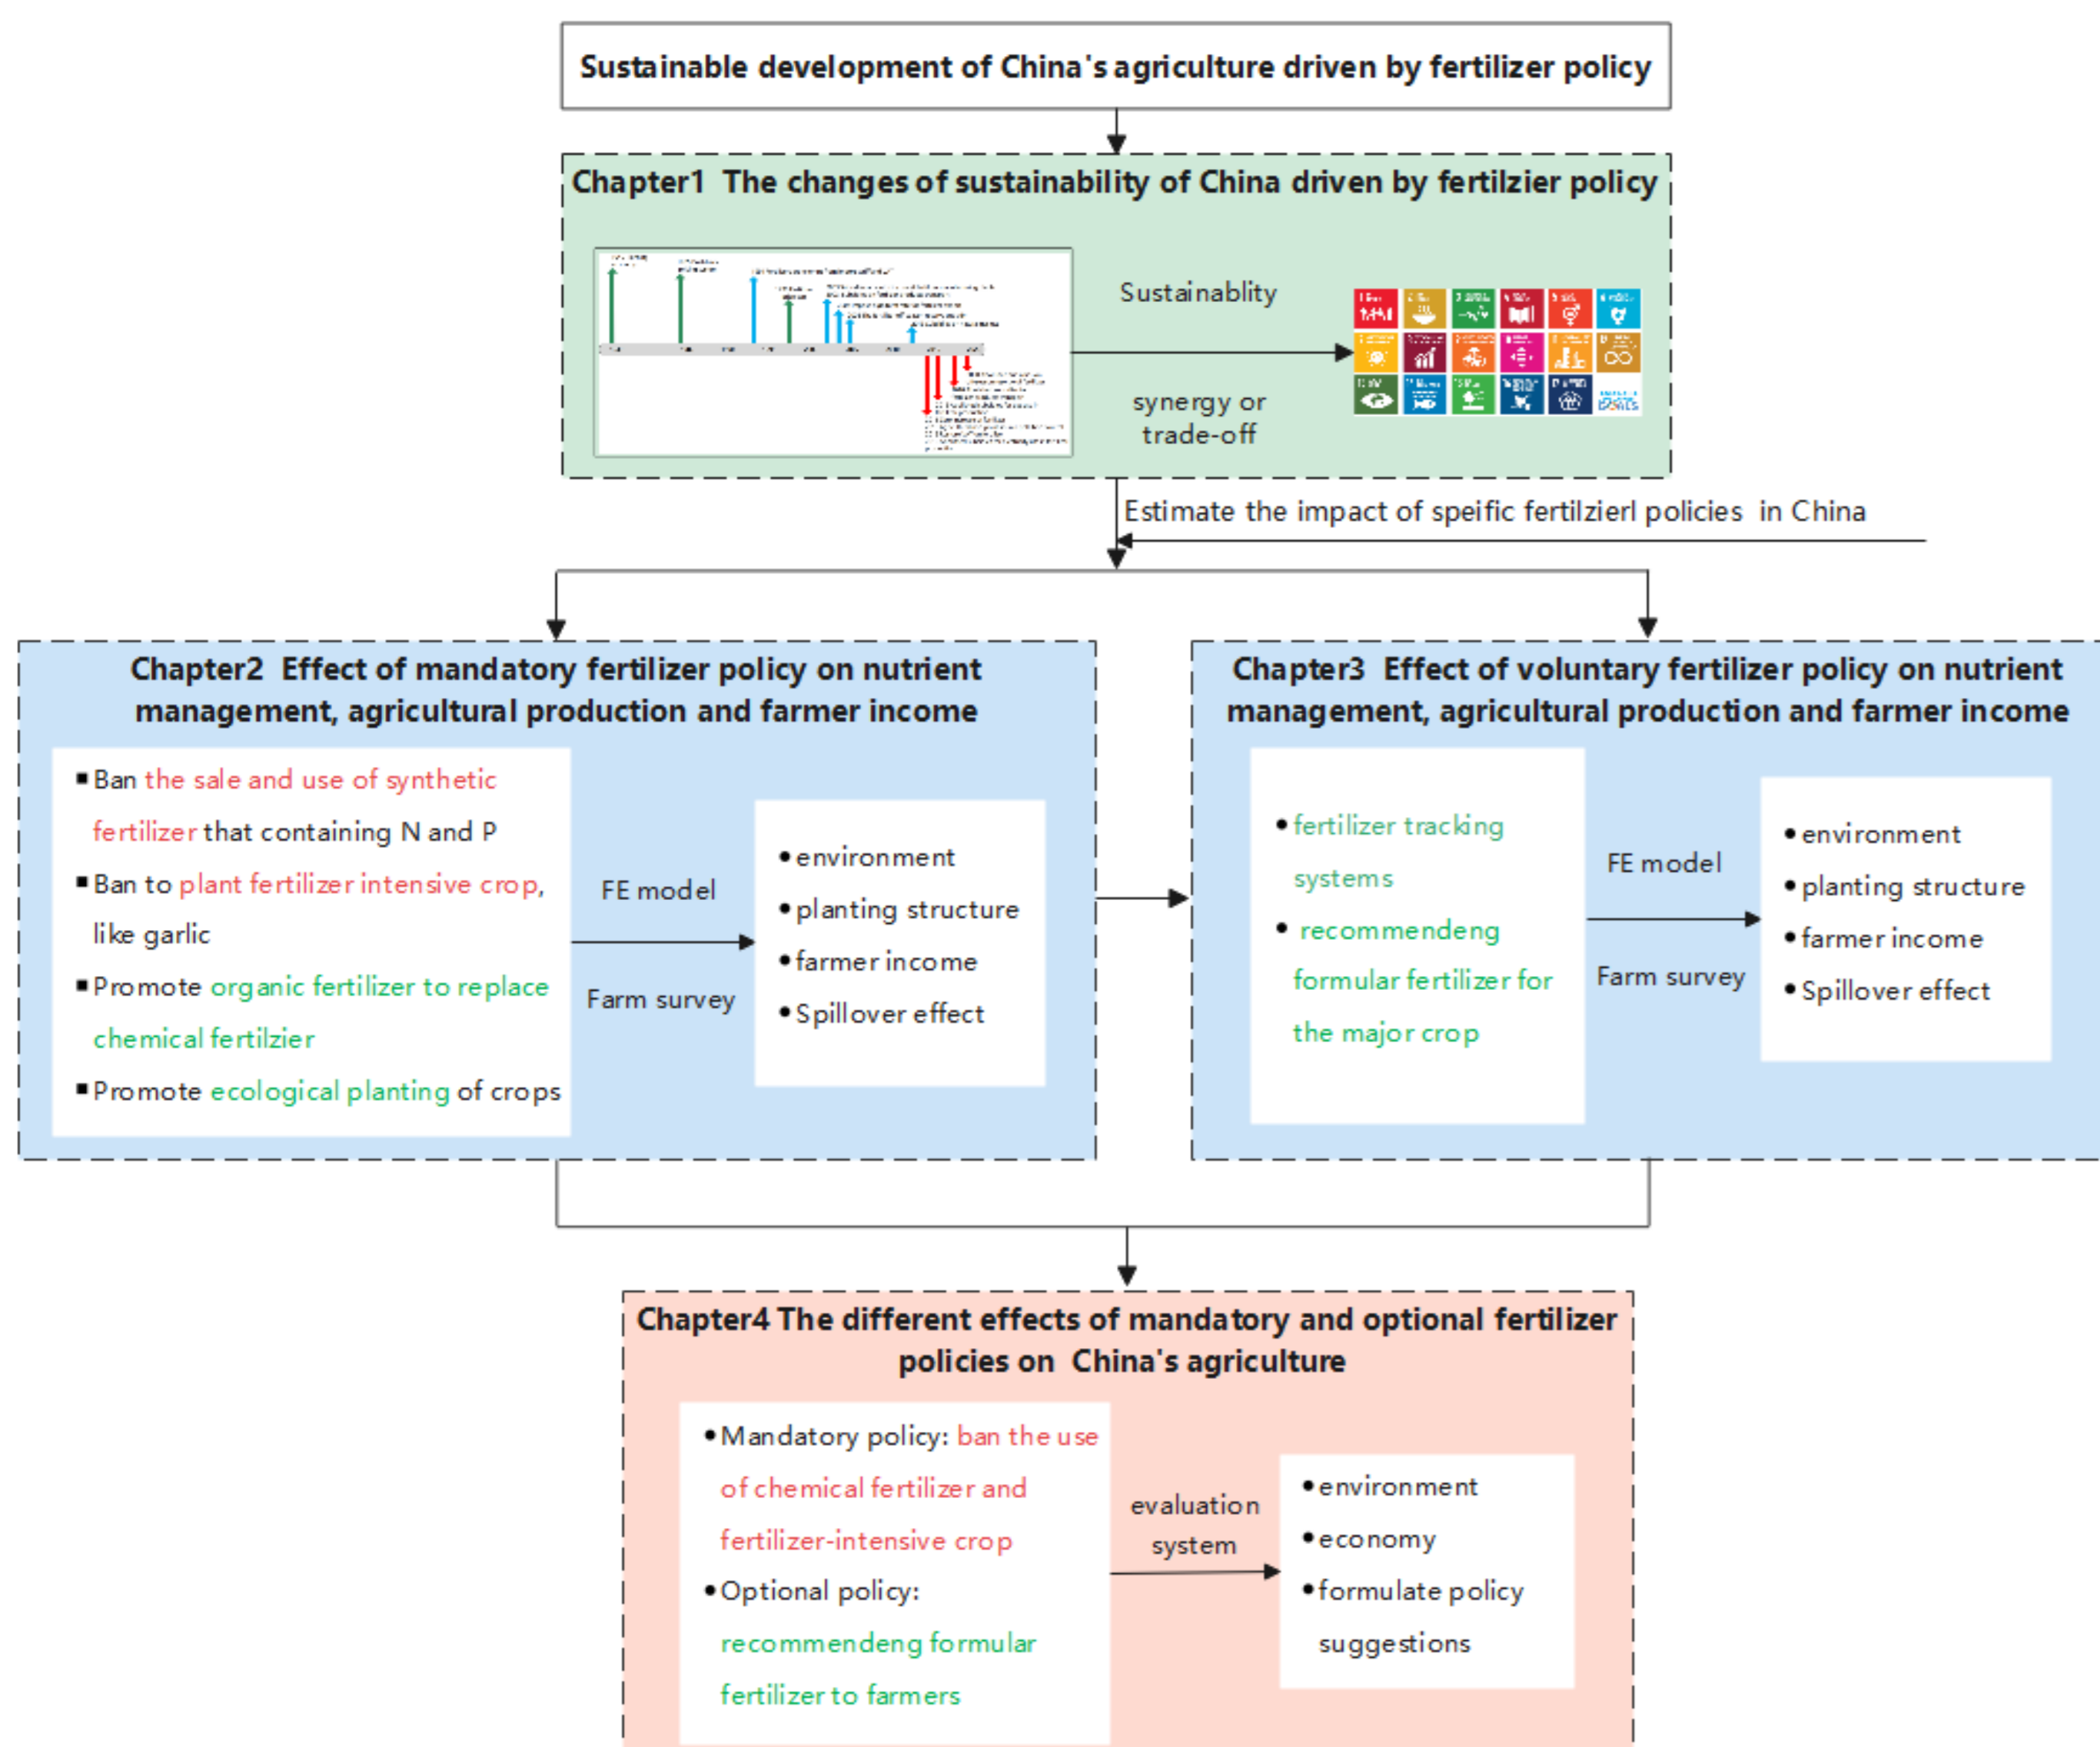 Sustainable development of China's agriculture driven by fertilizer policy
Chapter1 The changes of sustainability of China driven by fertilzier policy
Sustainablity
synergy or
trade-off
Estimate the impact of speific fertilzierl policies in China
Chapter2 Effect of mandatory fertilizer policy on nutrient
management, agricultural production and farmer income
Ban the sale and use of synthetic
fertilizer that containing N and P
Ban to plant fertilizer intensive crop,
like garlic
Promote organic fertilizer to replace
chemical fertilzier
Promote ecological planting of crops
FE model
Farm survey
environment
planting structure
farmer income
Spillover effect
Chapter3 Effect of voluntary fertilizer policy on nutrient
management, agricultural production and farmer income
fertilizer tracking
systems
recommendeng
formular fertilizer for
the major crop
FE model
Farm survey
environment
planting structure
farmer income
Spillover effect
Chapter4 The different effects of mandatory and optional fertilizer
policies on China's agriculture
Mandatory policy: ban the use
of chemical fertilizer and
fertilizer-intensive crop
Optional policy:
recommendeng formular
fertilizer to farmers
evaluation
system
environment
economy
formulate policy
suggestions